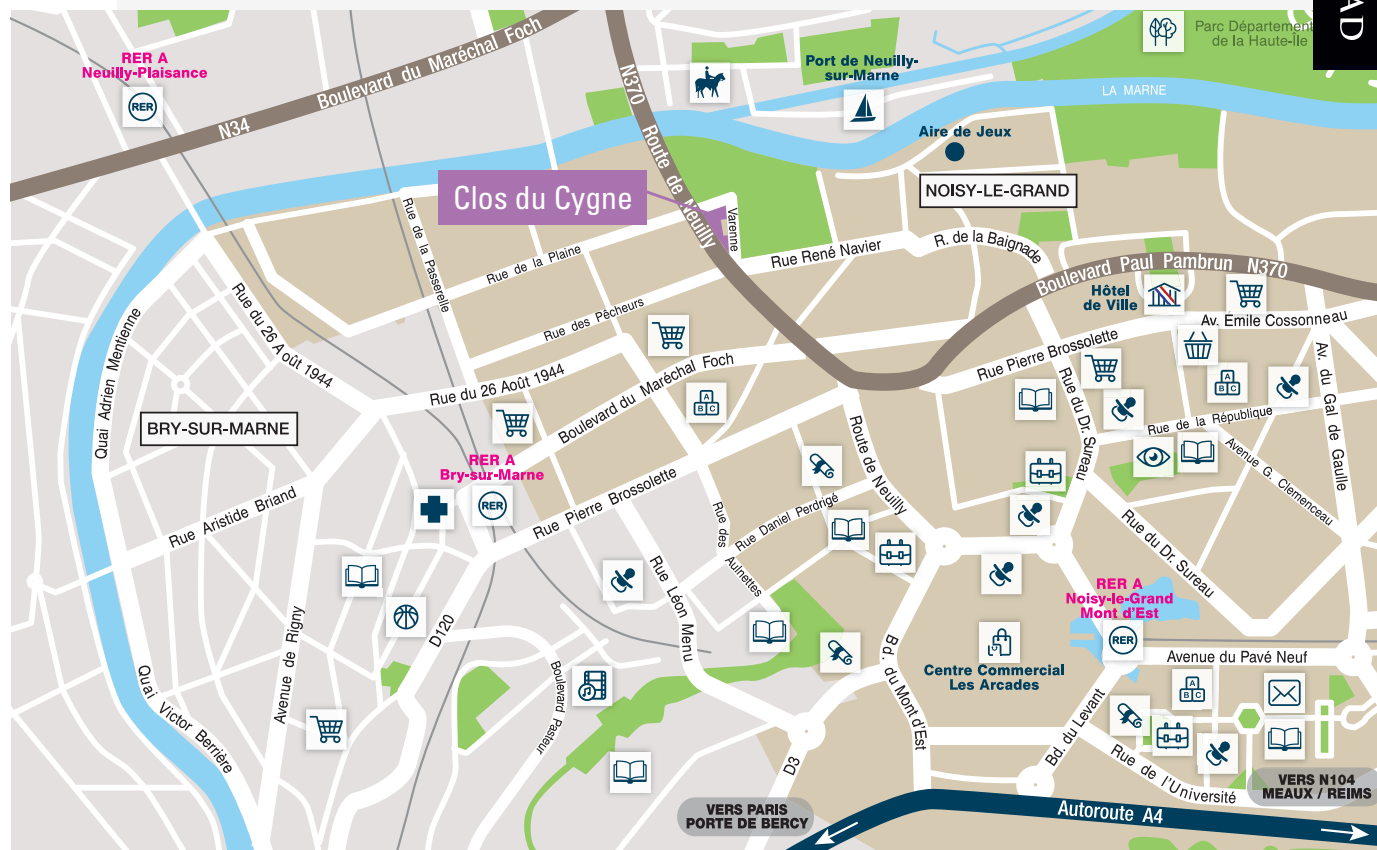 AD
Parc Département
de la Haute-Île
RER A
Neuilly-Plaisance
RER
Boulevard du Maréchal Foch
N34
N370
Route de Neuilly
Port de Neuilly-
sur-Marne
LA MARNE
Aire de Jeux
NOISY-LE-GRAND
Clos du Cygne
Varenne
Rue de la Passerelle
Rue de la Plaine
Rue René Navier
R. de la Baignade
Boulevard Paul Pambrun N370
Hôtel
de Ville
Av. Émile Cossonneau
Rue des Pêcheurs
Rue du 26 Août 1944
Quai Adrien Mentienne
Rue du 26 Août 1944
Boulevard du Maréchal Foch
Rue Pierre Brossolette
Rue du Dr. Sureau
Av. du Gal de Gaulle
A
B C
A
B C
Rue de la République
Avenue G. Clemenceau
BRY-SUR-MARNE
RER A
Bry-sur-Marne
RER
Rue Aristide Briand
Rue Pierre Brossolette
Route de Neuilly
Rue Daniel Perdrigé
Rue des Aulnettes
Rue du Dr. Sureau
Rue Léon Menu
RER A
Noisy-le-Grand
Mont d'Est
RER
D120
Avenue de Rigny
Quai Victor Berrière
Boulevard Pasteur
Bd. du Mont d'Est
Centre Commercial
Les Arcades
Avenue du Pavé Neuf
A
B C
Bd. du Levant
Rue de l'Université
D3
VERS N104
MEAUX / REIMS
VERS PARIS
PORTE DE BERCY
Autoroute A4